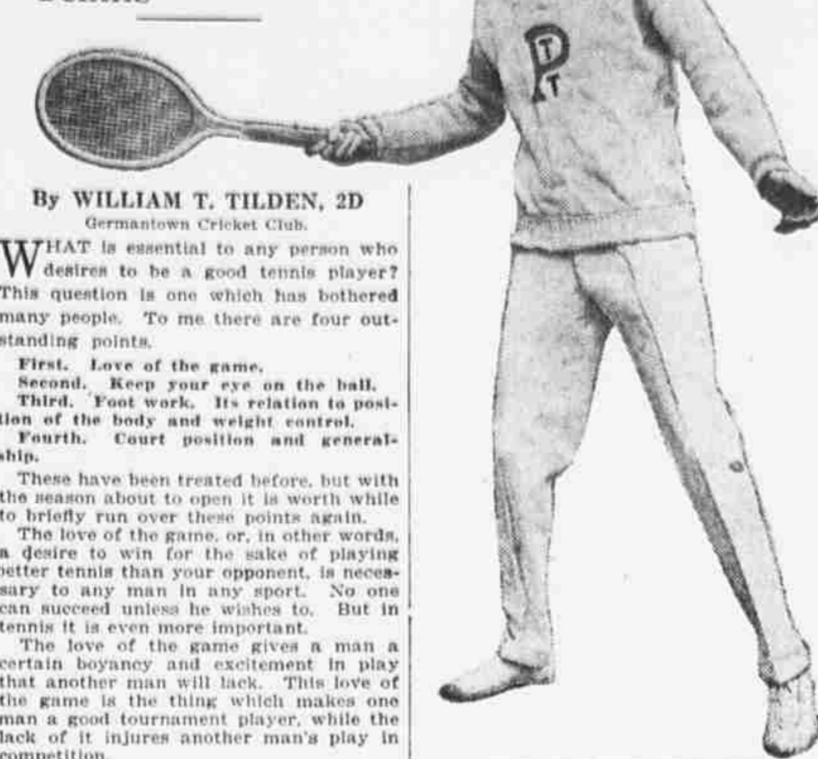 By WILLIAM T. TILDEN, 2D
Germantown Cricket Club.
WHAT is essential to any person who
desires to be a good tennis player?
This question is one which has bothered
many people. To me there are four out-
standing points.
First. Love of the game.
Second. Keep your eye on the ball.
Third. Foot work. Its relation to posi-
tion of the body and weight control.
Fourth. Court position and general-
ship.
These have been treated before, but with
the season about to open it is worth while
to briefly run over these points again.
The love of the game, or, in other words,
a desire to win for the sake of playing
better tennis than your opponent, is neces-
sary to any man in any sport. No one
can succeed unless he wishes to. But in
tennis it is even more important.
The love of the game gives a man a
certain boyancy and excitement in play
that another man will lack. This love of
the game is the thing which makes one
man a good tournament player, while the
lack of it injures another man's play in
competition.
PTT